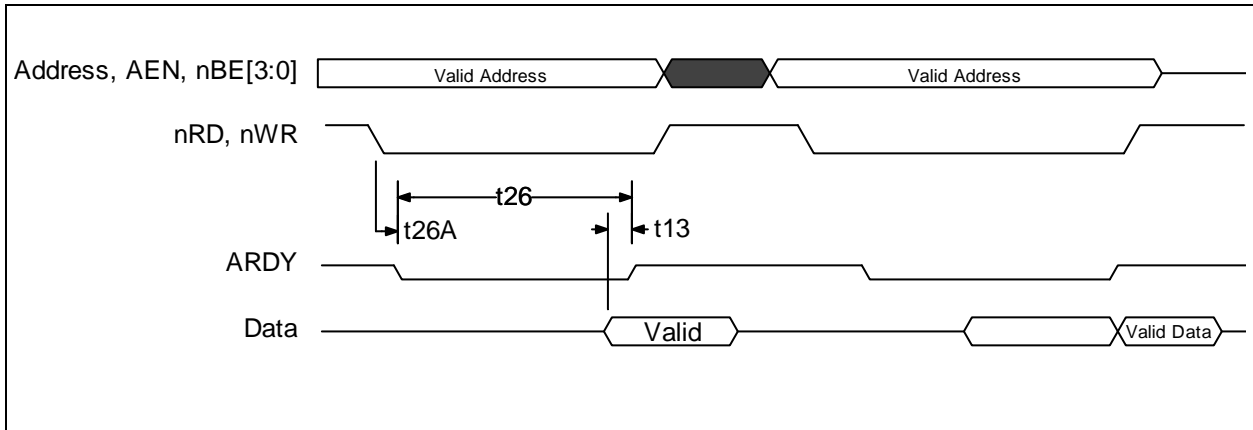 Address, AEN, nBE[3:0] Valid Address Valid Address
nRD, nWR
t26
t26A t13
ARDY
Data Valid Valid Data